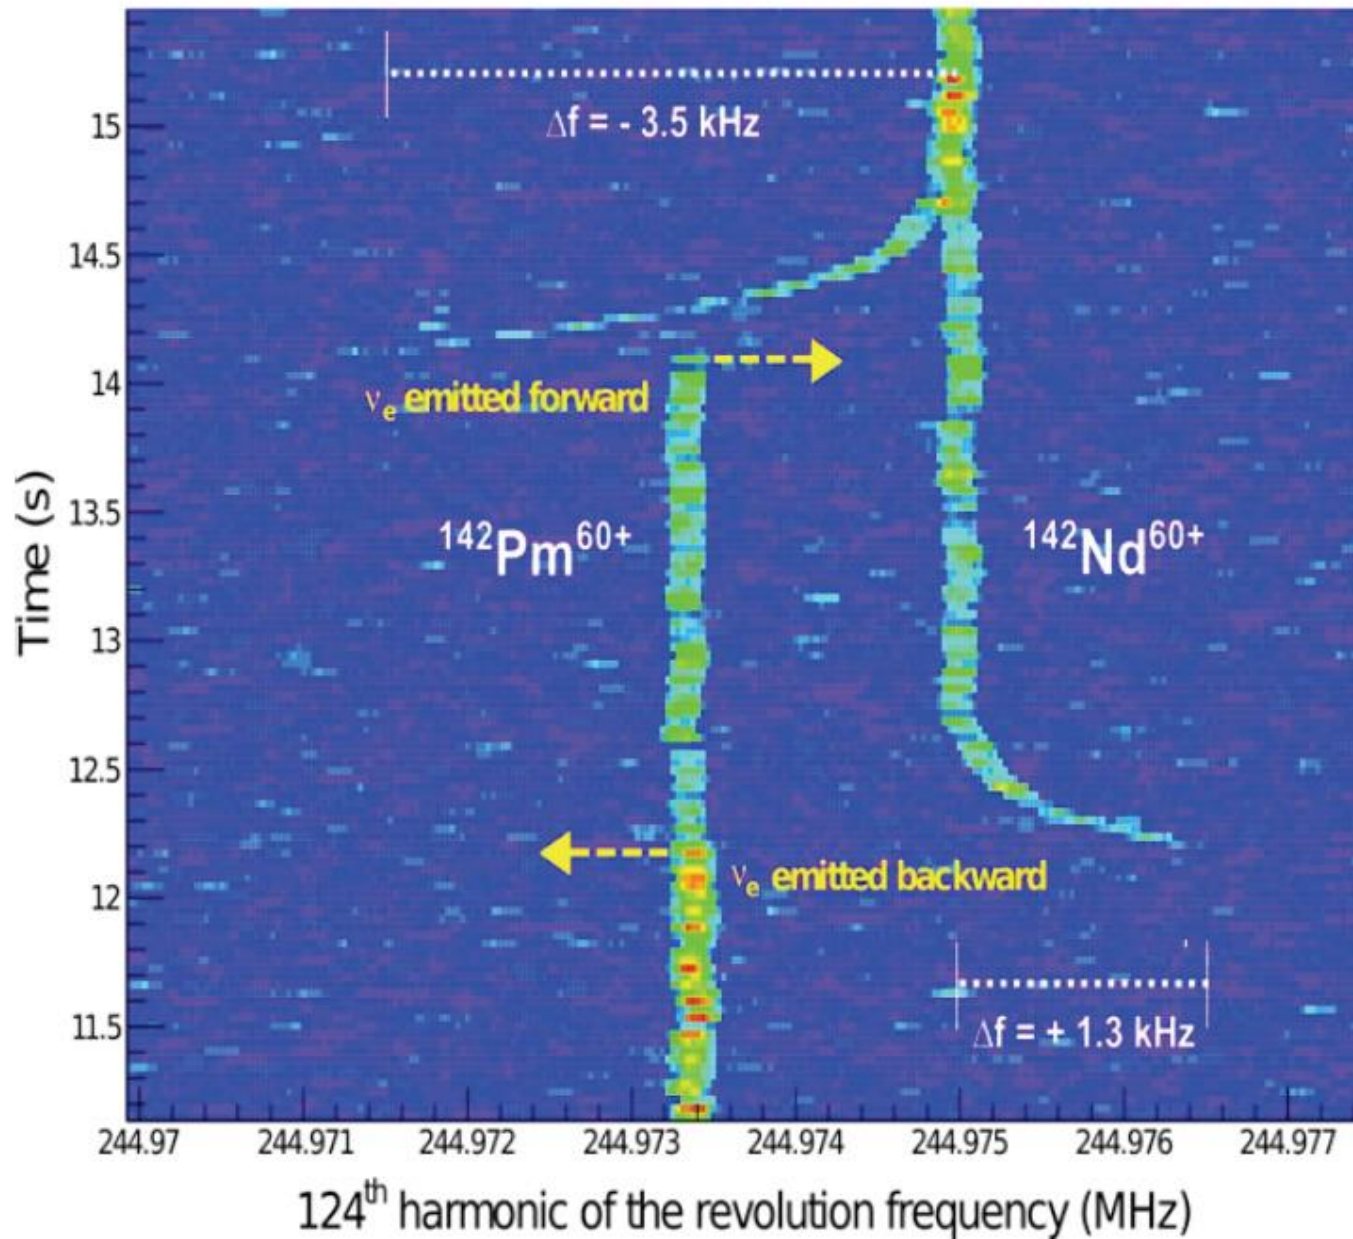 15
Δf = - 3.5 kHz
14.5
14
νe emitted forward
13.5
¹⁴²Pm⁶⁰⁺
¹⁴²Nd⁶⁰⁺
Time (s)
13
12.5
νe emitted backward
12
11.5
Δf = + 1.3 kHz
244.97 244.971 244.972 244.973 244.974 244.975 244.976 244.977
124th harmonic of the revolution frequency (MHz)